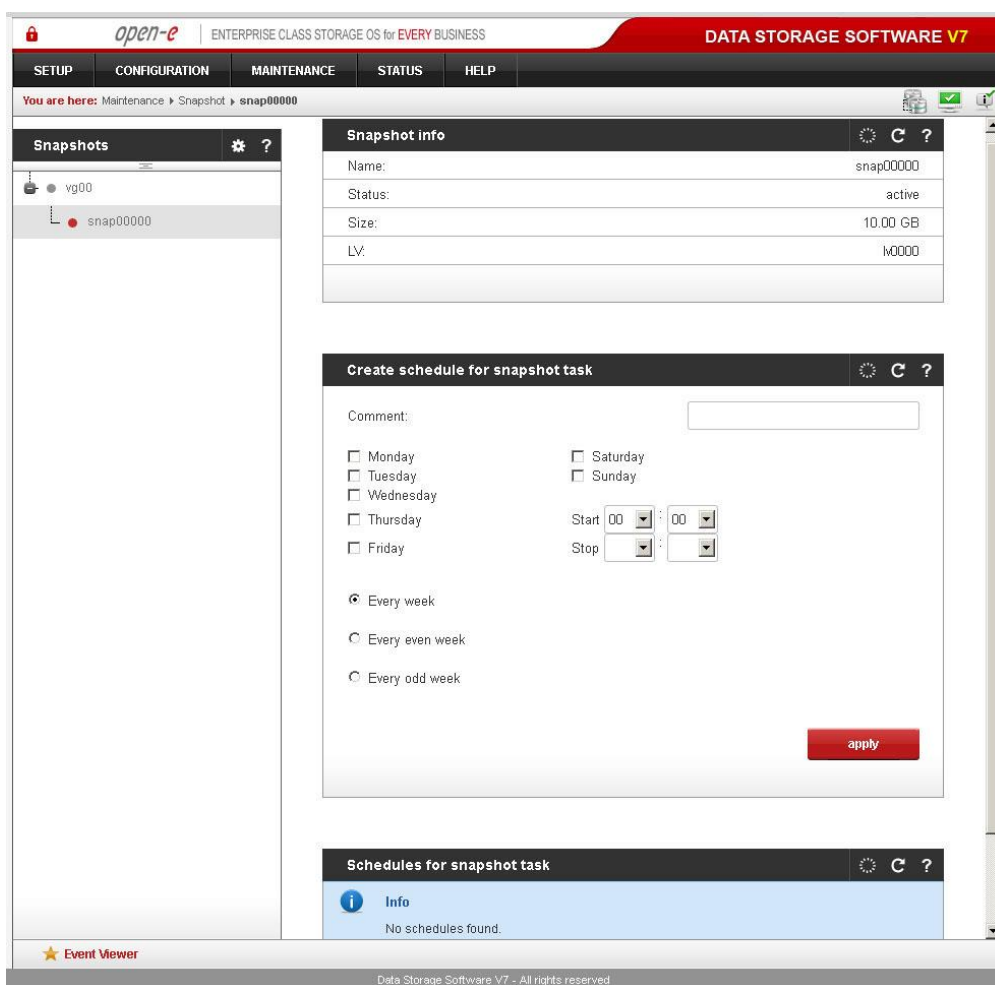 open-e ENTERPRISE CLASS STORAGE OS for EVERY BUSINESS DATA STORAGE SOFTWARE V7
SETUP CONFIGURATION MAINTENANCE STATUS HELP
You are here: Maintenance Snapshot snap00000
Snapshots ?
vg00
snap00000
Snapshot info ?
Name: snap00000
Status: active
Size: 10.00 GB
LV: lv0000
Create schedule for snapshot task ?
Comment:
Monday Saturday
Tuesday Sunday
Wednesday
Thursday Start 00 : 00
Friday Stop :
Every week
Every even week
Every odd week
apply
Schedules for snapshot task ?
Info
No schedules found.
Event Viewer
Data Storage Software V7 - All rights reserved